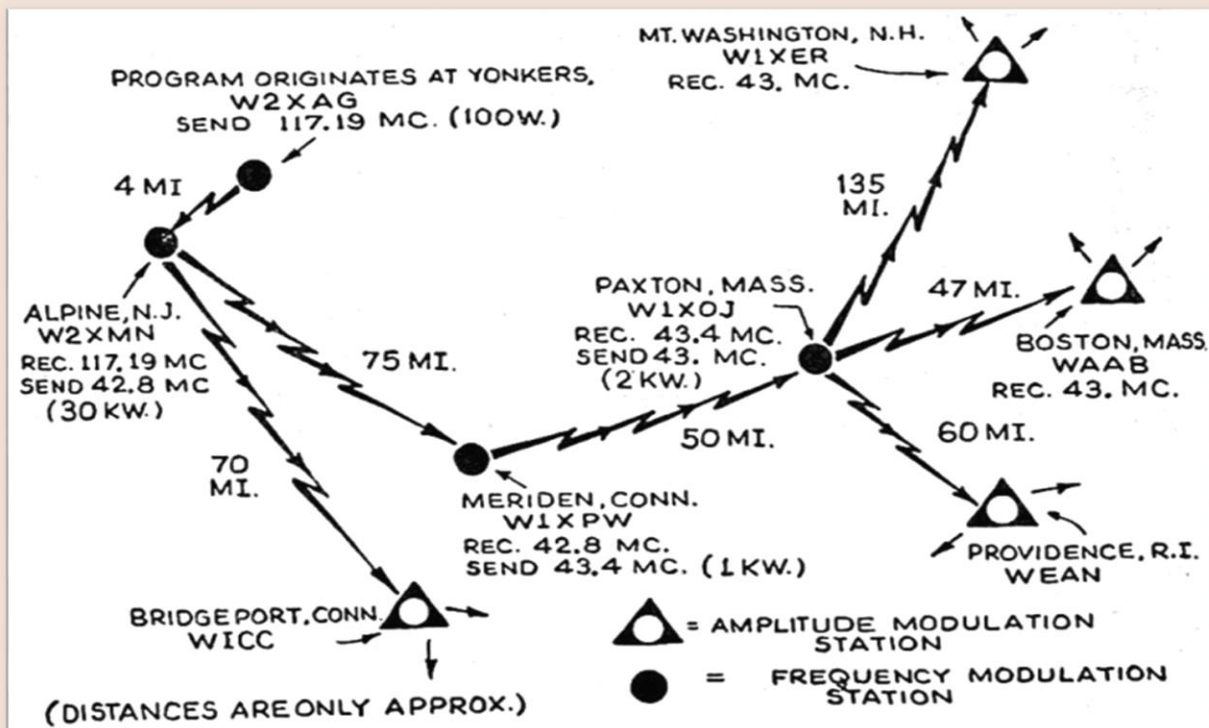 PROGRAM ORIGINATES AT YONKERS,
W2XAG
SEND 117.19 MC. (100W.)
4 MI
ALPINE, N.J.
W2XMN
REC. 117.19 MC
SEND 42.8 MC
(30 KW.)
75 MI.
70
MI.
BRIDGEPORT, CONN.
WICC
MERIDEN, CONN.
W1XPW
REC. 42.8 MC.
SEND 43.4 MC. (1KW.)
50 MI.
PAXTON, MASS.
W1XOJ
REC. 43.4 MC.
SEND 43. MC.
(2 KW.)
MT. WASHINGTON, N.H.
W1XER
REC. 43. MC.
135
MI.
47 MI.
BOSTON, MASS.
WAAB
REC. 43. MC.
60 MI.
PROVIDENCE, R.I.
WEAN
= AMPLITUDE MODULATION
STATION
= FREQUENCY MODULATION
STATION
(DISTANCES ARE ONLY APPROX.)